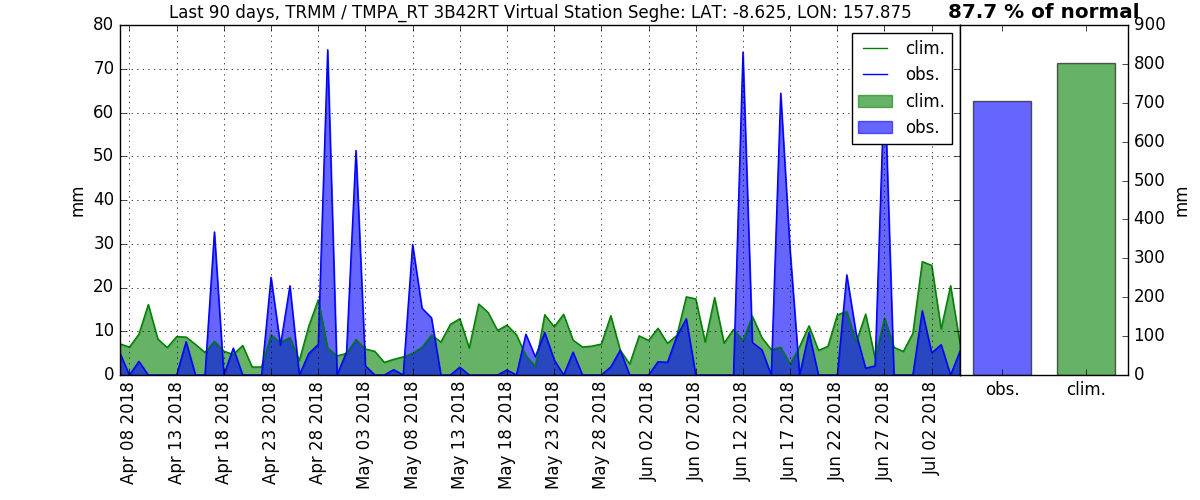 Last 90 days, TRMM / TMPA_RT 3B42RT Virtual Station Seghe: LAT: -8.625, LON: 157.875
87.7 % of normal
80
70
60
50
40
30
20
10
0
mm
clim.
obs.
clim.
obs.
900
800
700
600
500
400
300
200
100
0
mm
obs.
clim.
Apr 08 2018
Apr 13 2018
Apr 18 2018
Apr 23 2018
Apr 28 2018
May 03 2018
May 08 2018
May 13 2018
May 18 2018
May 23 2018
May 28 2018
Jun 02 2018
Jun 07 2018
Jun 12 2018
Jun 17 2018
Jun 22 2018
Jun 27 2018
Jul 02 2018